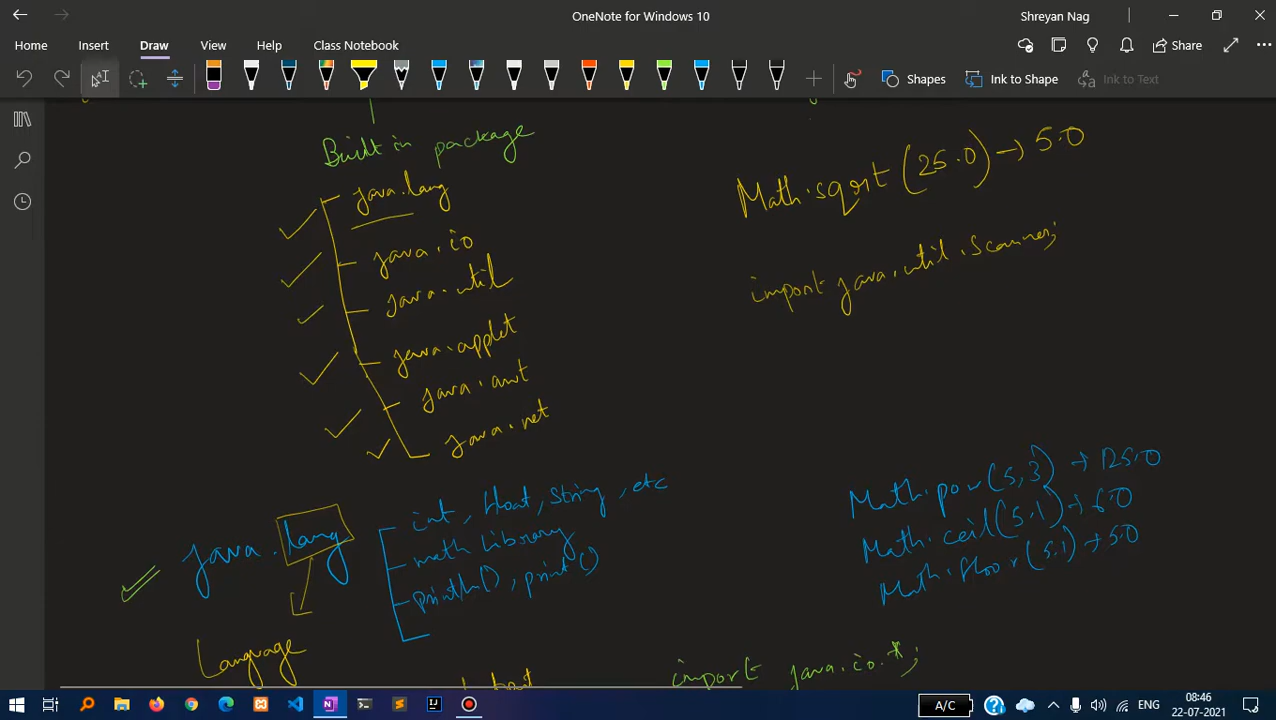 OneNote for Windows 10
Shreyan Nag
Home Insert Draw View Help Class Notebook
Share
Shapes Ink to Shape Ink to Text
Built in package
java.lang
java.io
java.util
java.applet
java.awt
java.net
Math.sqrt (25.0) → 5.0
import java.util.Scanner;
java.lang
int, float, string, etc
math Library
println(), print()
Language
Math.pow(5,3) → 125.0
Math.ceil(5.1) → 6.0
Math.floor(5.1) → 5.0
import java.io.*;
A/C
08:46
22-07-2021